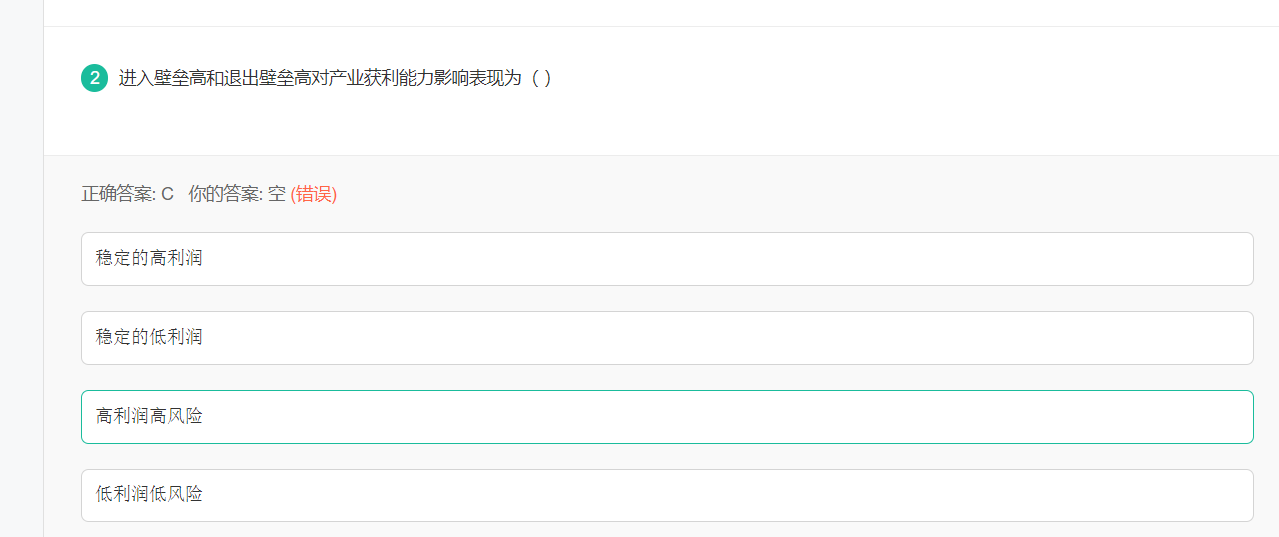 2 进入壁垒高和退出壁垒高对产业获利能力影响表现为（ ）
正确答案: C 你的答案: 空 (错误)
稳定的高利润
稳定的低利润
高利润高风险
低利润低风险